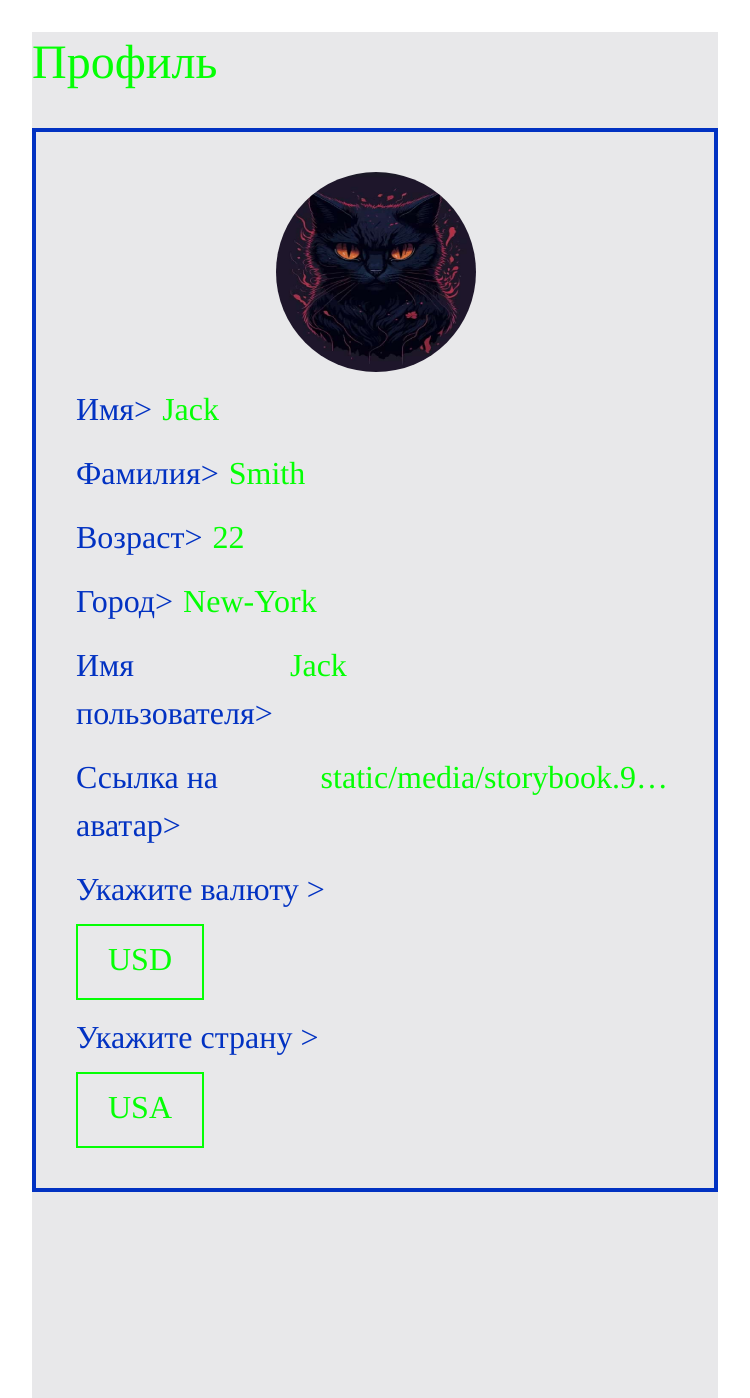 Профиль
Имя> Jack
Фамилия> Smith
Возраст> 22
Город> New-York
Имя Jack
пользователя>
Ссылка на static/media/storybook.9…
аватар>
Укажите валюту >
USD
Укажите страну >
USA